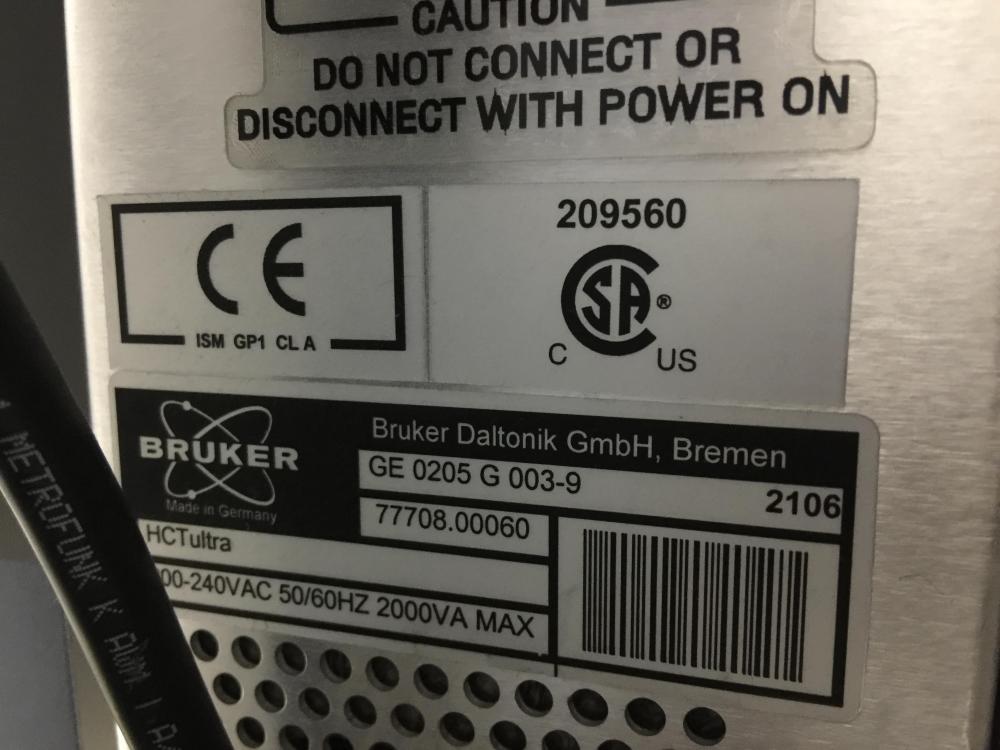 CAUTION
DO NOT CONNECT OR
DISCONNECT WITH POWER ON
CE
ISM GP1 CL A
209560
SA®
C US
BRUKER
Made in Germany
Bruker Daltonik GmbH, Bremen
GE 0205 G 003-9
2106
77708.00060
HCTultra
00-240VAC 50/60HZ 2000VA MAX
METROFUNK K AWM I A